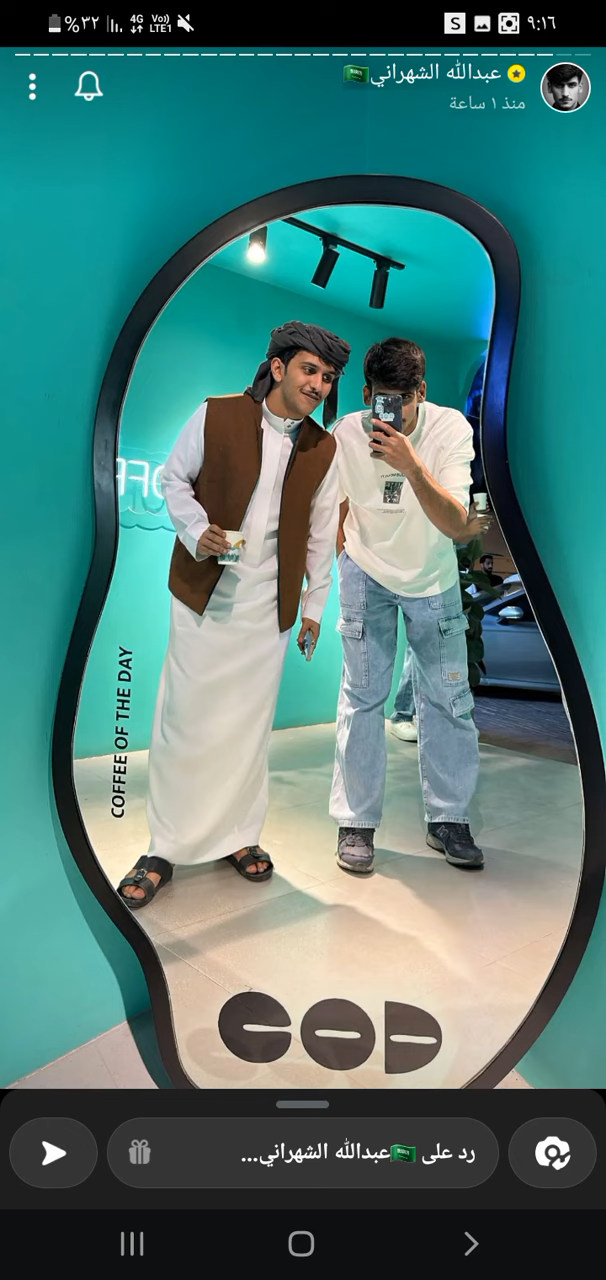 ٩:١٦
%٣٢
4G
Vo))
LTE1
S
عبدالله الشهراني🇸🇦
منذ ١ ساعة
COFFEE OF THE DAY
COD
رد على 🇸🇦عبدالله الشهراني...